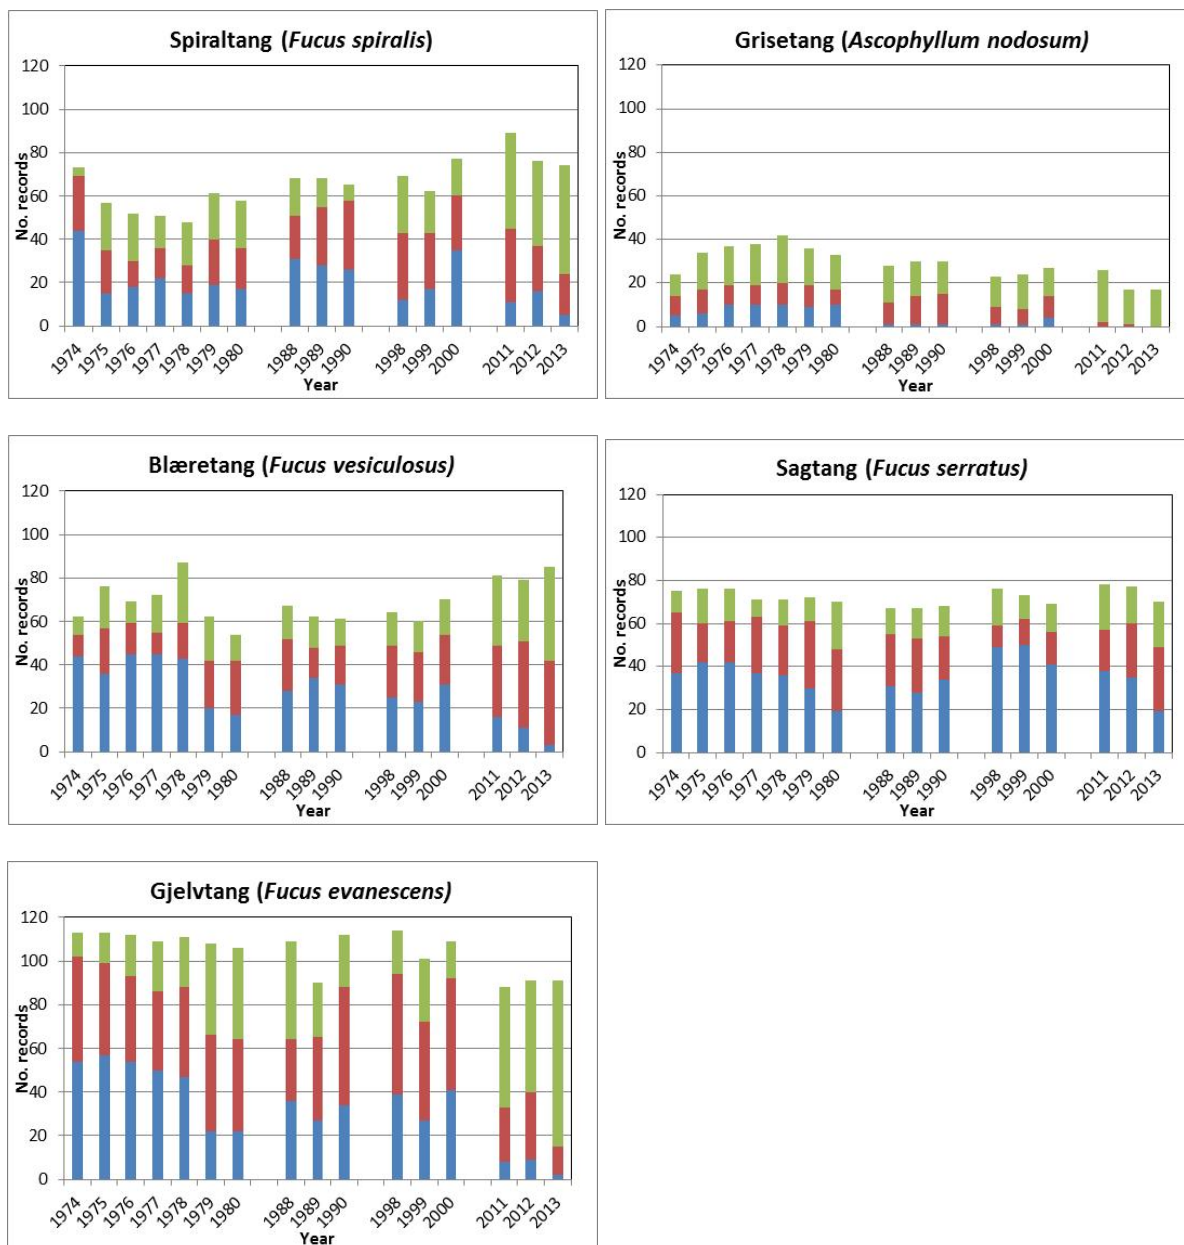 Spiraltang (Fucus spiralis)
120
100
80
60
40
20
0
No. records
1974 1975 1976 1977 1978 1979 1980 1988 1989 1990 1998 1999 2000 2011 2012 2013
Year
Grisetang (Ascophyllum nodosum)
120
100
80
60
40
20
0
No. records
1974 1975 1976 1977 1978 1979 1980 1988 1989 1990 1998 1999 2000 2011 2012 2013
Year
Blæretang (Fucus vesiculosus)
120
100
80
60
40
20
0
No. records
1974 1975 1976 1977 1978 1979 1980 1988 1989 1990 1998 1999 2000 2011 2012 2013
Year
Sagtang (Fucus serratus)
120
100
80
60
40
20
0
No. records
1974 1975 1976 1977 1978 1979 1980 1988 1989 1990 1998 1999 2000 2011 2012 2013
Year
Gjelvtang (Fucus evanescens)
120
100
80
60
40
20
0
No. records
1974 1975 1976 1977 1978 1979 1980 1988 1989 1990 1998 1999 2000 2011 2012 2013
Year